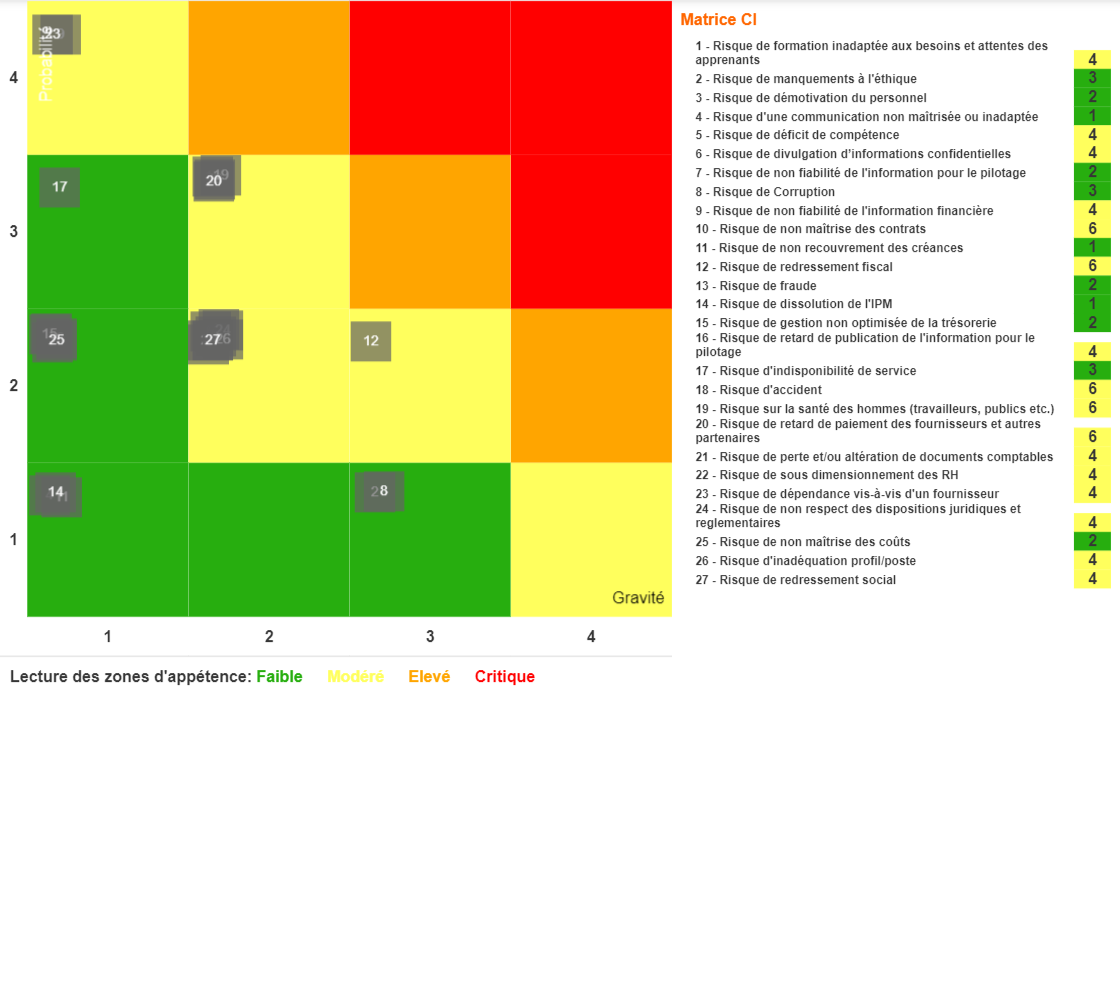 23
Probabilité
4
17
19
20
3
15
25
24
26
27
12
2
11
14
2
8
1
Gravité
1
2
3
4
Lecture des zones d'appétence: Faible Modéré Elevé Critique
Matrice CI
1 - Risque de formation inadaptée aux besoins et attentes des
apprenants 4
2 - Risque de manquements à l'éthique 3
3 - Risque de démotivation du personnel 2
4 - Risque d'une communication non maîtrisée ou inadaptée 1
5 - Risque de déficit de compétence 4
6 - Risque de divulgation d'informations confidentielles 4
7 - Risque de non fiabilité de l'information pour le pilotage 2
8 - Risque de Corruption 3
9 - Risque de non fiabilité de l'information financière 4
10 - Risque de non maîtrise des contrats 6
11 - Risque de non recouvrement des créances 1
12 - Risque de redressement fiscal 6
13 - Risque de fraude 2
14 - Risque de dissolution de l'IPM 1
15 - Risque de gestion non optimisée de la trésorerie 2
16 - Risque de retard de publication de l'information pour le
pilotage 4
17 - Risque d'indisponibilité de service 3
18 - Risque d'accident 6
19 - Risque sur la santé des hommes (travailleurs, publics etc.) 6
20 - Risque de retard de paiement des fournisseurs et autres
partenaires 6
21 - Risque de perte et/ou altération de documents comptables 4
22 - Risque de sous dimensionnement des RH 4
23 - Risque de dépendance vis-à-vis d'un fournisseur 4
24 - Risque de non respect des dispositions juridiques et
reglementaires 4
25 - Risque de non maîtrise des coûts 2
26 - Risque d'inadéquation profil/poste 4
27 - Risque de redressement social 4